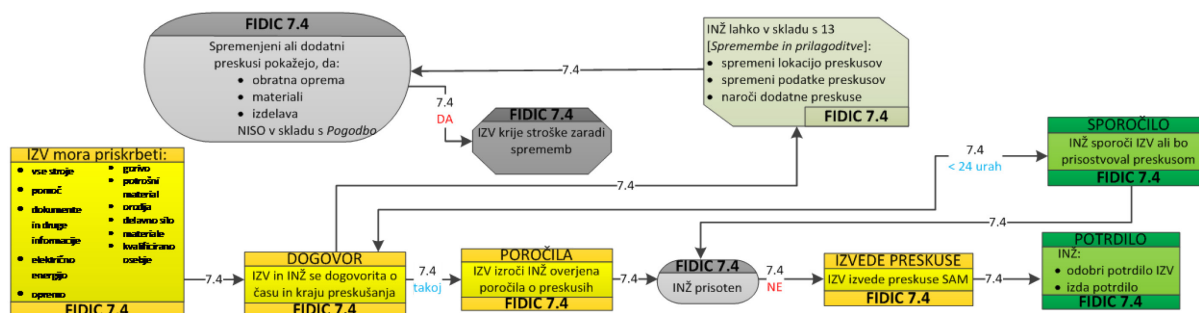 FIDIC 7.4
Spremenjeni ali dodatni
preskusi pokažejo, da:
• obratna oprema
• materiali
• izdelava
NISO v skladu s Pogodbo
7.4
DA
FIDIC 7.4
IZV krije stroške zaradi
sprememb
7.4
INŽ lahko v skladu s 13
[Spremembe in prilagoditve]:
• spremeni lokacijo preskusov
• spremeni podatke preskusov
• naroči dodatne preskuse
FIDIC 7.4
7.4
IZV mora priskrbeti:
• vse stroje
• pomoč
• dokumente
in druge
informacije
• električno
energijo
• opremo
• gorivo
• potrošni
material
• orodja
• delavno silo
• materiale
• kvalificirano
osebje
FIDIC 7.4
7.4
DOGOVOR
IZV in INŽ se dogovorita o
času in kraju preskušanja
FIDIC 7.4
7.4
takoj
POROČILA
IZV izroči INŽ overjena
poročila o preskusih
FIDIC 7.4
7.4
FIDIC 7.4
INŽ prisoten
7.4
NE
IZVEDE PRESKUSE
IZV izvede preskuse SAM
FIDIC 7.4
7.4
POTRDILO
INŽ:
• odobri potrdilo IZV
• izda potrdilo
FIDIC 7.4
7.4
< 24 urah
SPOROČILO
INŽ sporoči IZV ali bo
prisostvoval preskusom
FIDIC 7.4
7.4